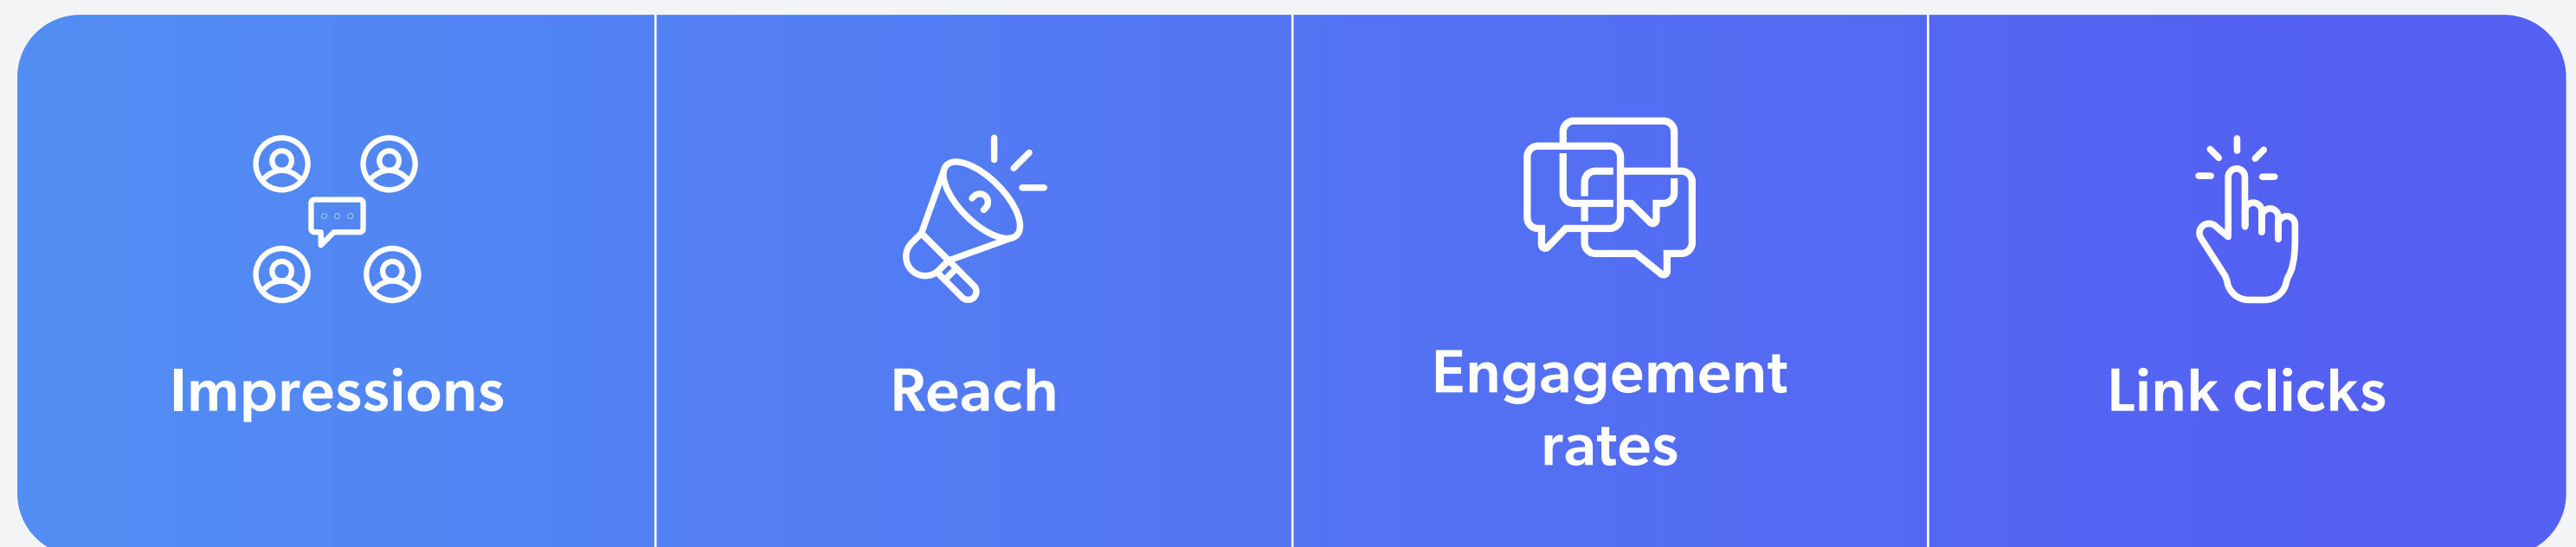 Impressions
Reach
Engagement
rates
Link clicks